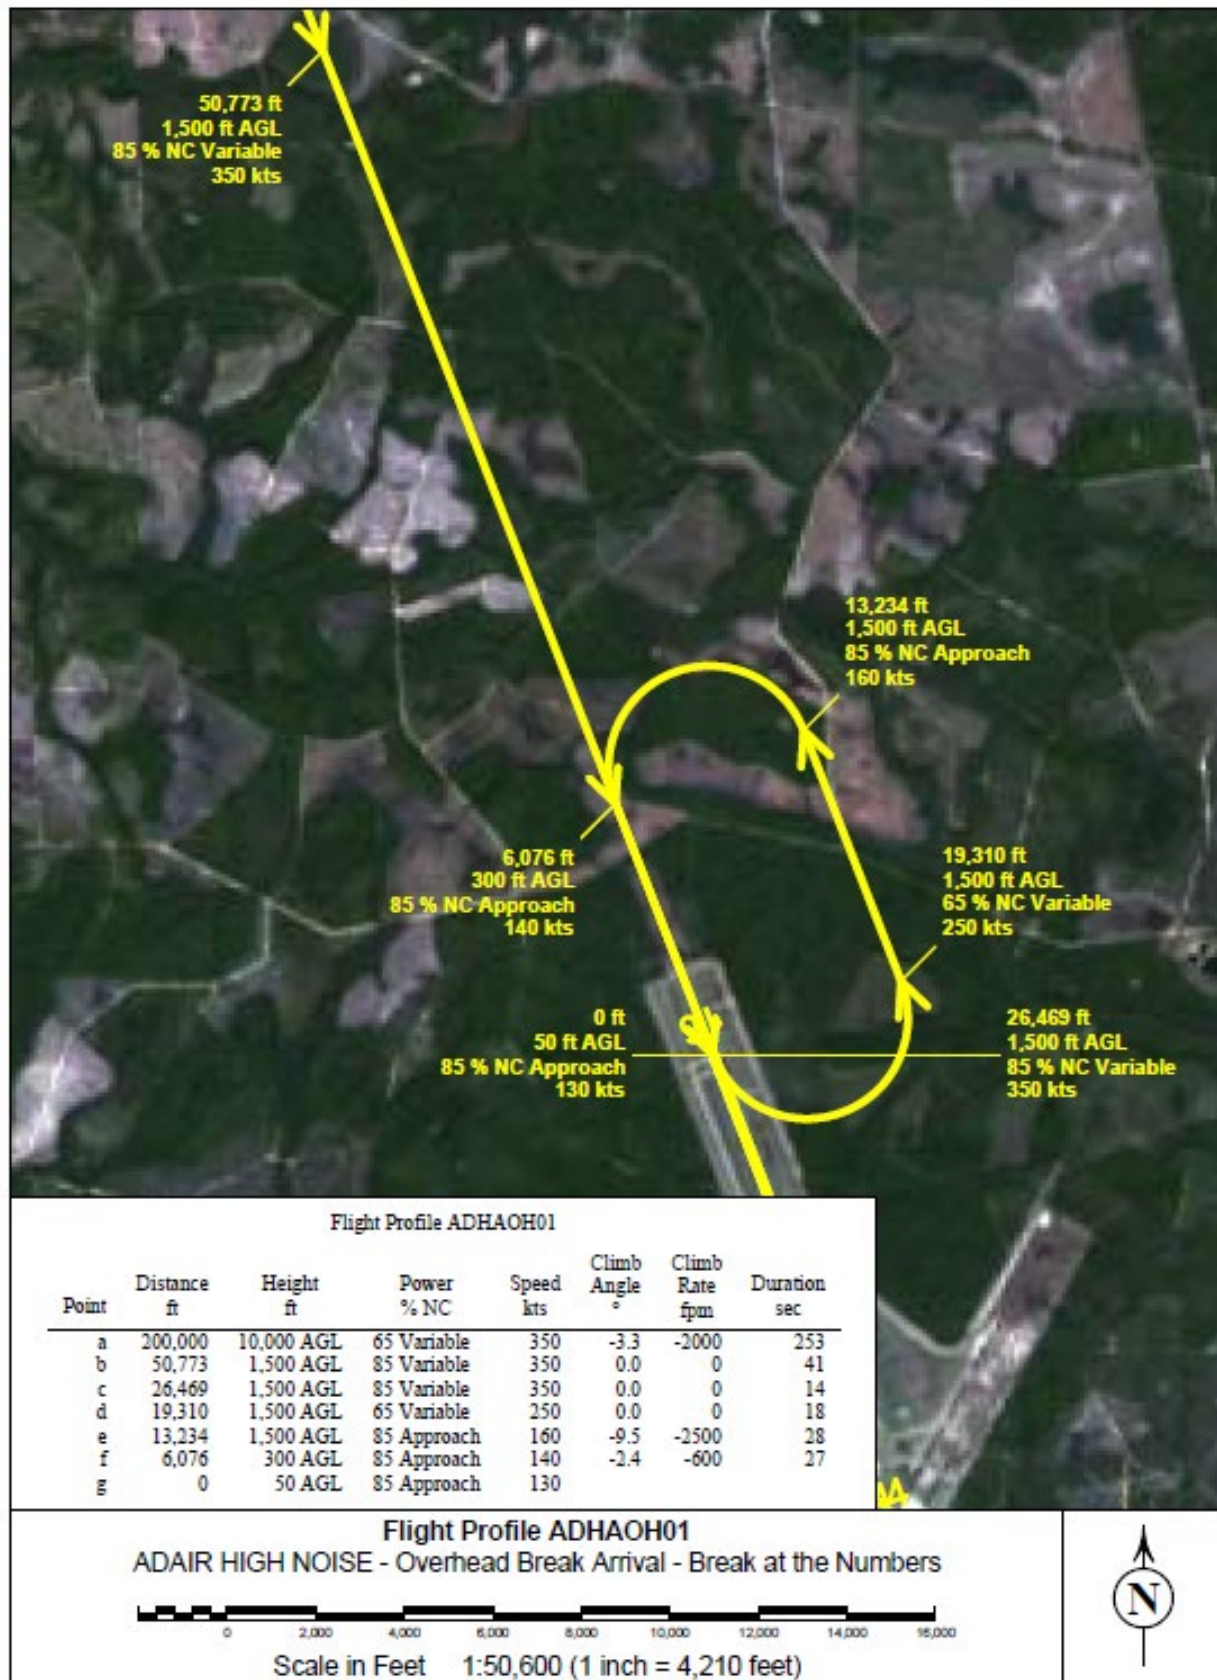 50,773 ft
1,500 ft AGL
85 % NC Variable
350 kts
13,234 ft
1,500 ft AGL
85 % NC Approach
160 kts
6,076 ft
300 ft AGL
85 % NC Approach
140 kts
19,310 ft
1,500 ft AGL
65 % NC Variable
250 kts
0 ft
50 ft AGL
85 % NC Approach
130 kts
26,469 ft
1,500 ft AGL
85 % NC Variable
350 kts
Flight Profile ADHAOH01
Point Distance ft Height ft Power % NC Speed kts Climb Angle ° Climb Rate fpm Duration sec
a 200,000 10,000 AGL 65 Variable 350 -3.3 -2000 253
b 50,773 1,500 AGL 85 Variable 350 0.0 0 41
c 26,469 1,500 AGL 85 Variable 350 0.0 0 14
d 19,310 1,500 AGL 65 Variable 250 0.0 0 18
e 13,234 1,500 AGL 85 Approach 160 -9.5 -2500 28
f 6,076 300 AGL 85 Approach 140 -2.4 -600 27
g 0 50 AGL 85 Approach 130
Flight Profile ADHAOH01
ADAIR HIGH NOISE - Overhead Break Arrival - Break at the Numbers
0 2,000 4,000 6,000 8,000 10,000 12,000 14,000 16,000
Scale in Feet 1:50,600 (1 inch = 4,210 feet)
N